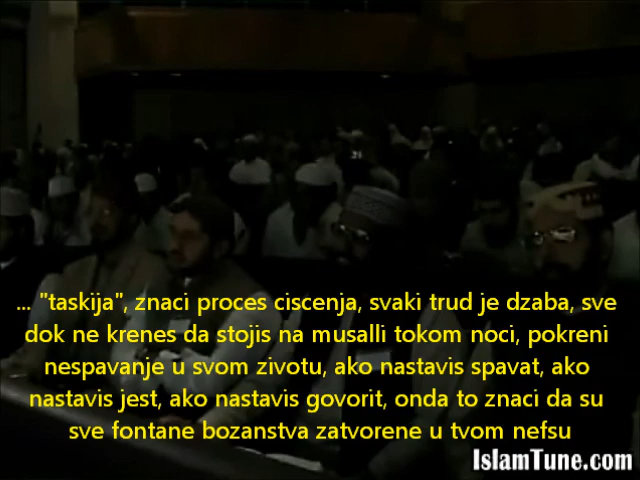 ... "taskija", znaci proces ciscenja, svaki trud je dzaba, sve
dok ne krenes da stojis na musalli tokom noci, pokreni
nespavanje u svom zivotu, ako nastavis spavat, ako
nastavis jest, ako nastavis govorit, onda to znaci da su
sve fontane bozanstva zatvorene u tvom nefsu
IslamTune.com